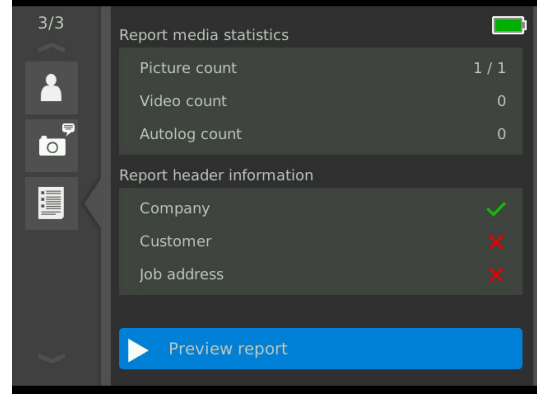 3/3
Report media statistics
Picture count 1 / 1
Video count 0
Autolog count 0
Report header information
Company
Customer
Job address
Preview report